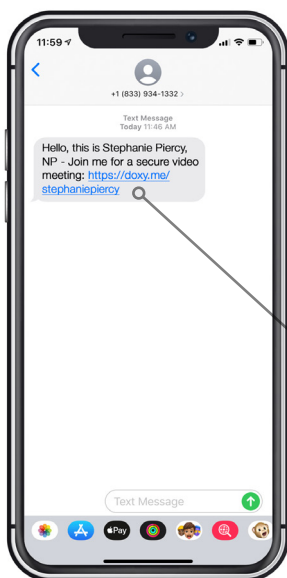 11:59
+1 (833) 934-1332 >
Text Message
Today 11:46 AM
Hello, this is Stephanie Piercy,
NP - Join me for a secure video
meeting: https://doxy.me/
stephaniepiercy
Text Message
Pay